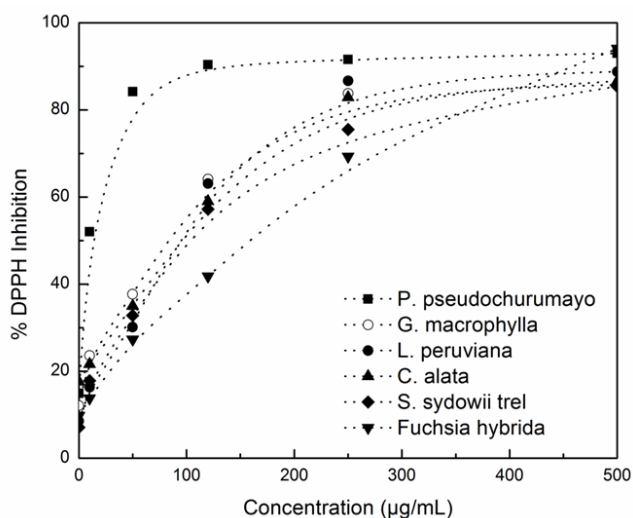 100
80
60
40
20
0
% DPPH Inhibition
P. pseudochurumayo
G. macrophylla
L. peruviana
C. alata
S. sydowii trel
Fuchsia hybrida
0 100 200 300 400 500
Concentration (µg/mL)